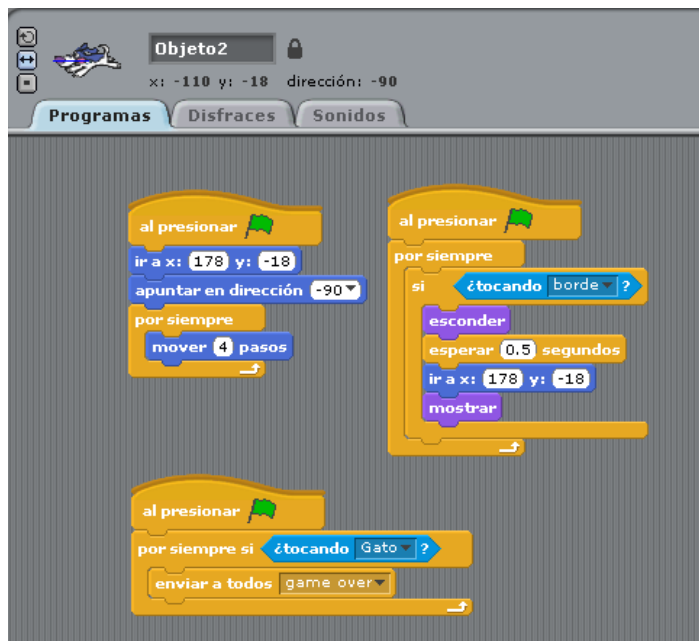 Objeto2
x: -110 y: -18 dirección: -90
Programas Disfraces Sonidos
al presionar
ir a x: 178 y: -18
apuntar en dirección -90
por siempre
mover 4 pasos
al presionar
por siempre
si ¿tocando borde ?
esconder
esperar 0.5 segundos
ir a x: 178 y: -18
mostrar
al presionar
por siempre si ¿tocando Gato ?
enviar a todos game over